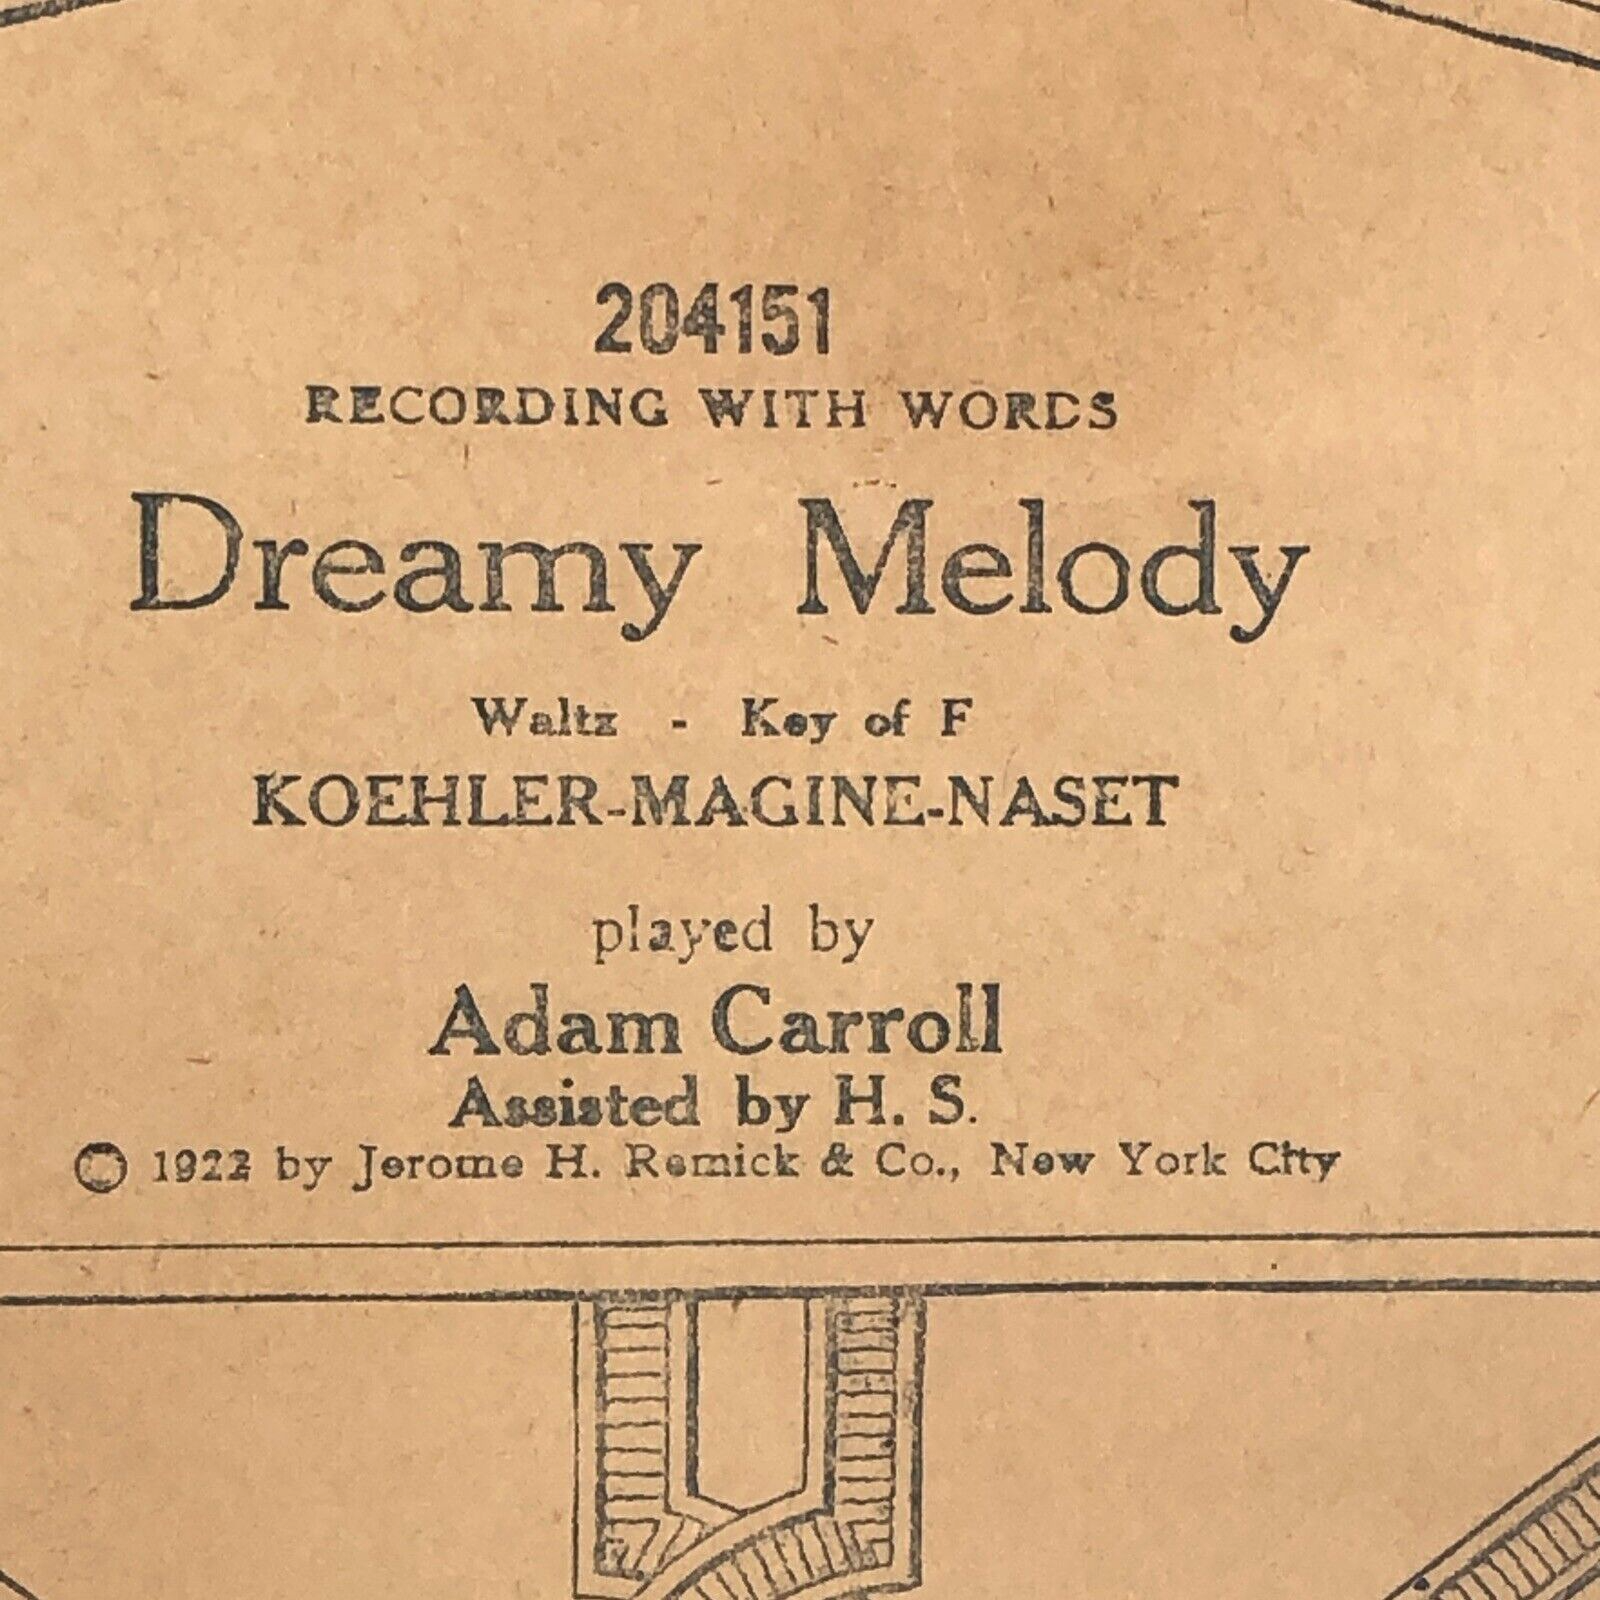 204151
RECORDING WITH WORDS
Dreamy Melody
Waltz - Key of F
KOEHLER-MAGINE-NASET
played by
Adam Carroll
Assisted by H. S.
© 1922 by Jerome H. Remick & Co., New York City